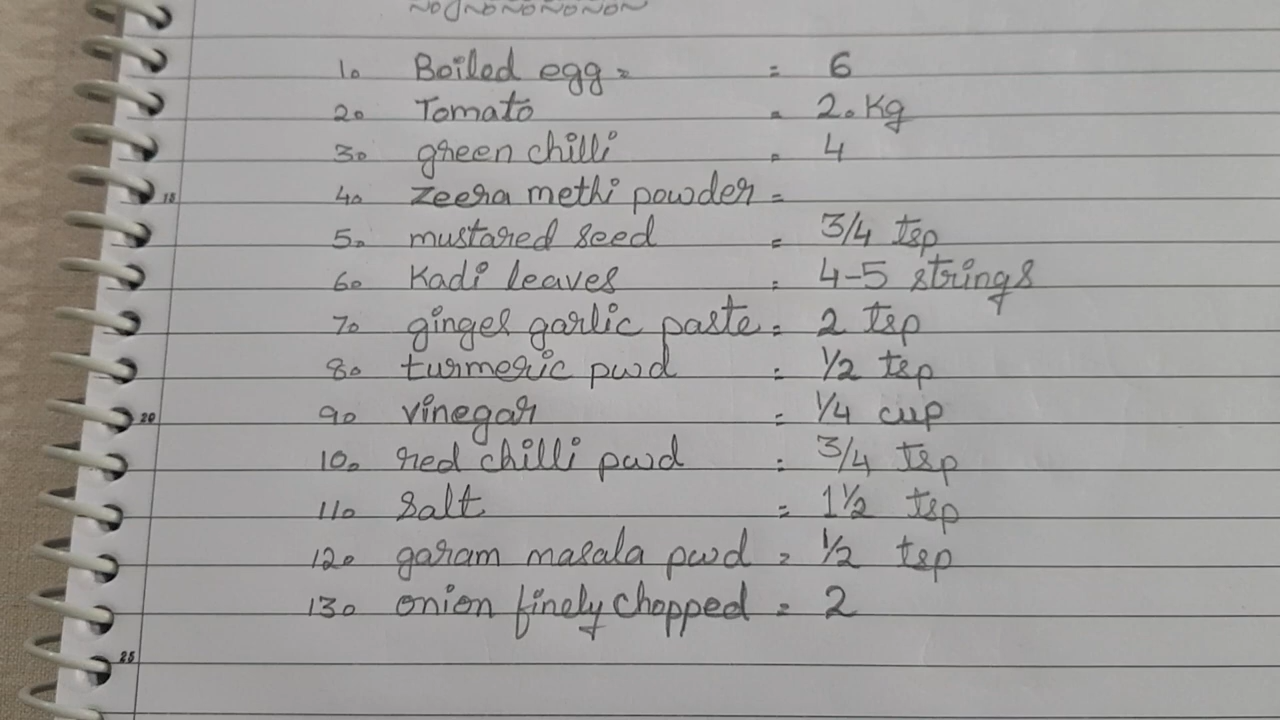 1. Boiled egg = = 6
2. Tomato = 2.Kg
3. green chilli = 4
4. zeera methi powder =
15
5. mustared seed = 3/4 tsp
6. Kadi leaves = 4-5 strings
7. ginger garlic paste = 2 tsp
8. turmeric pwd = 1/2 tsp
9. vinegar = 1/4 cup
20
10. red chilli pwd = 3/4 tsp
11. salt = 1 1/2 tsp
12. garam masala pwd = 1/2 tsp
13. onion finely chopped = 2
25